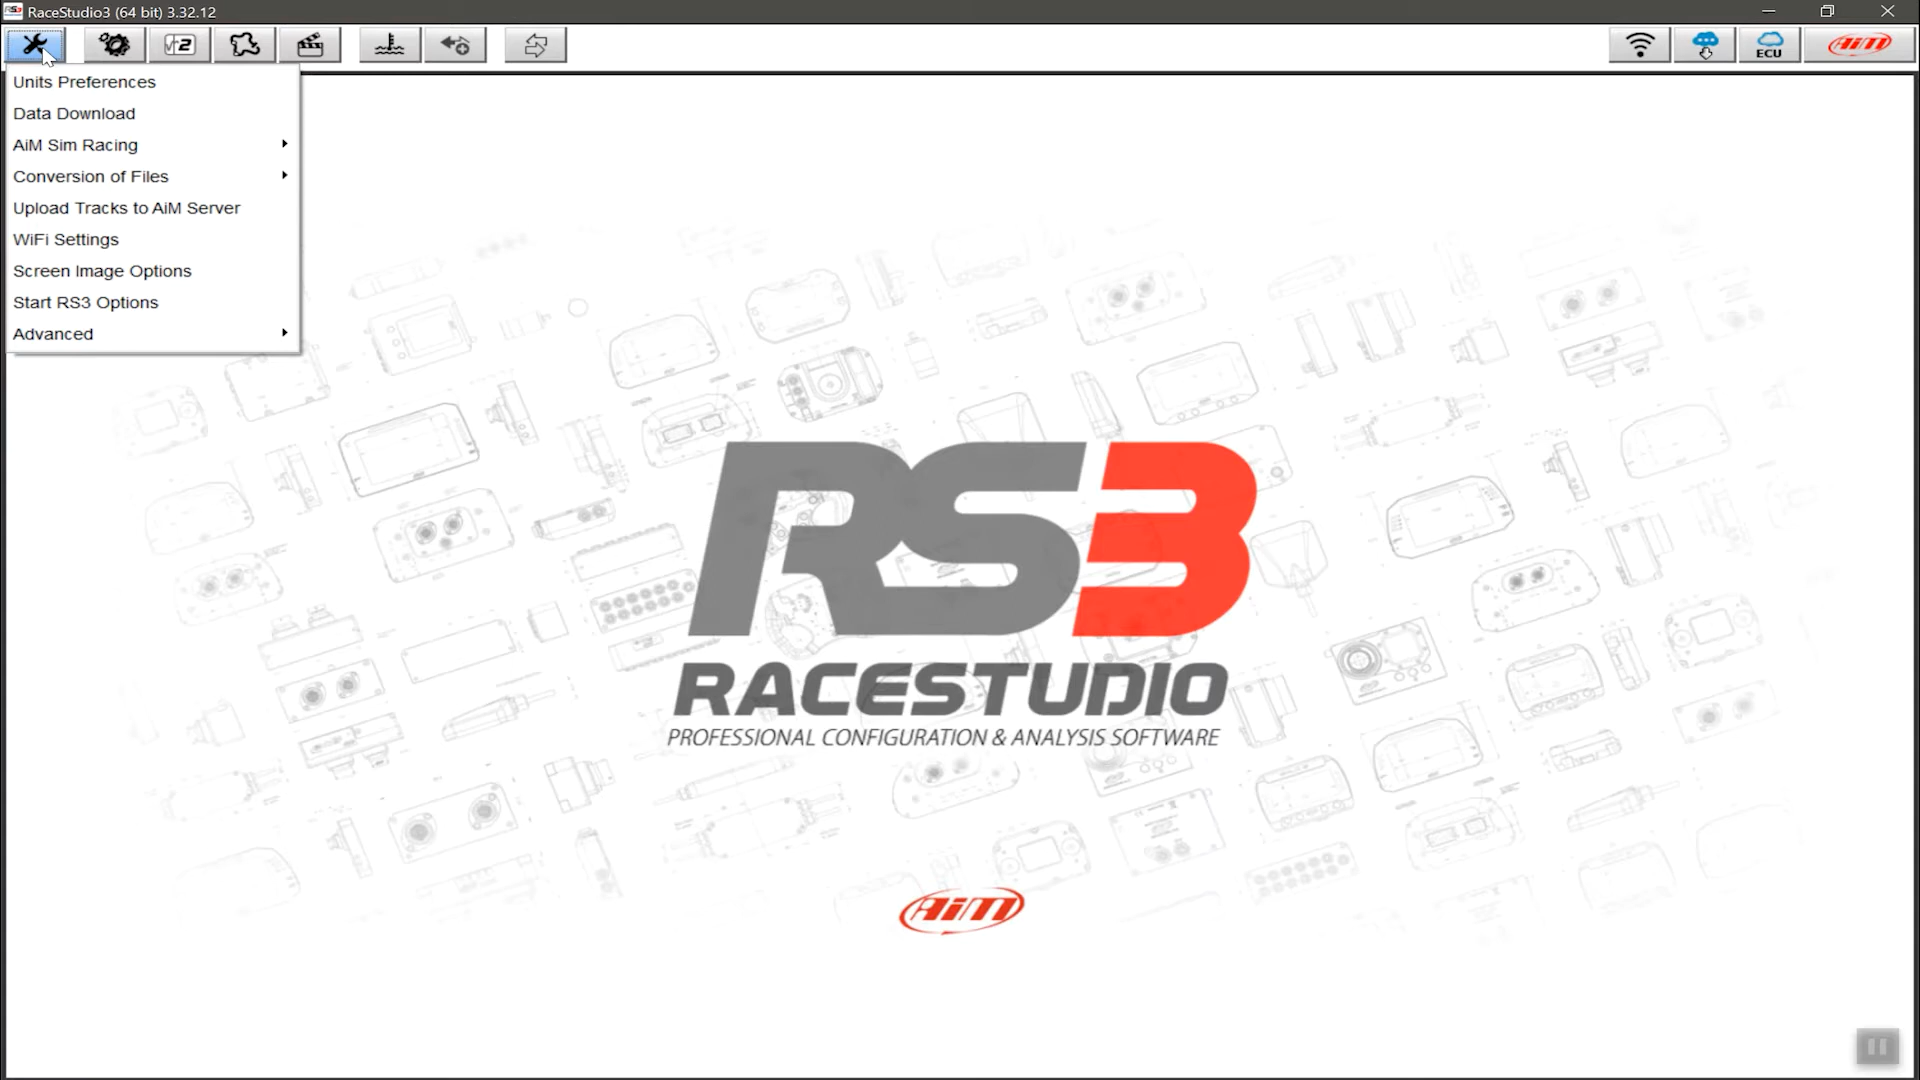 RaceStudio3 (64 bit) 3.32.12
ECU
AiM
Units Preferences
Data Download
AiM Sim Racing
Conversion of Files
Upload Tracks to AiM Server
WiFi Settings
Screen Image Options
Start RS3 Options
Advanced
RS3
RACESTUDIO
PROFESSIONAL CONFIGURATION & ANALYSIS SOFTWARE
AiM